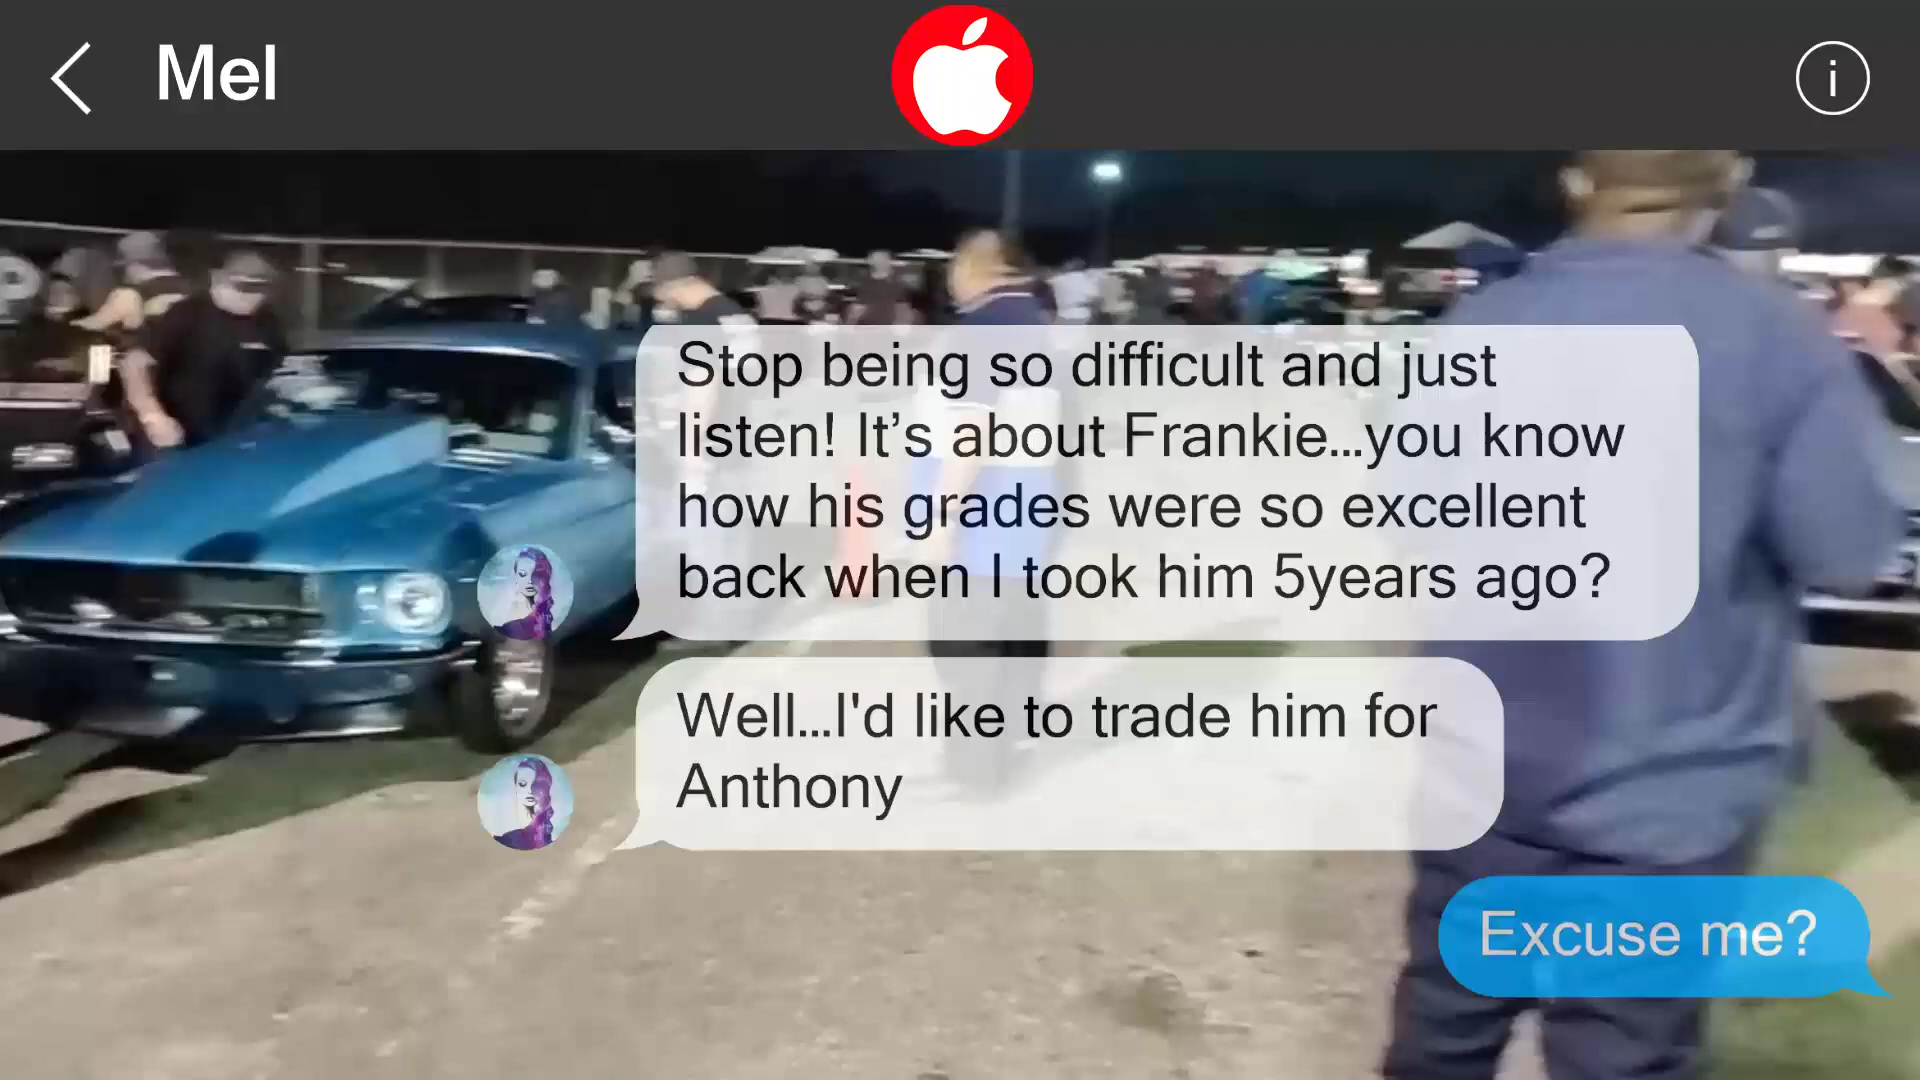 Mel
Stop being so difficult and just
listen! It’s about Frankie...you know
how his grades were so excellent
back when I took him 5years ago?
Well...I'd like to trade him for
Anthony
Excuse me?